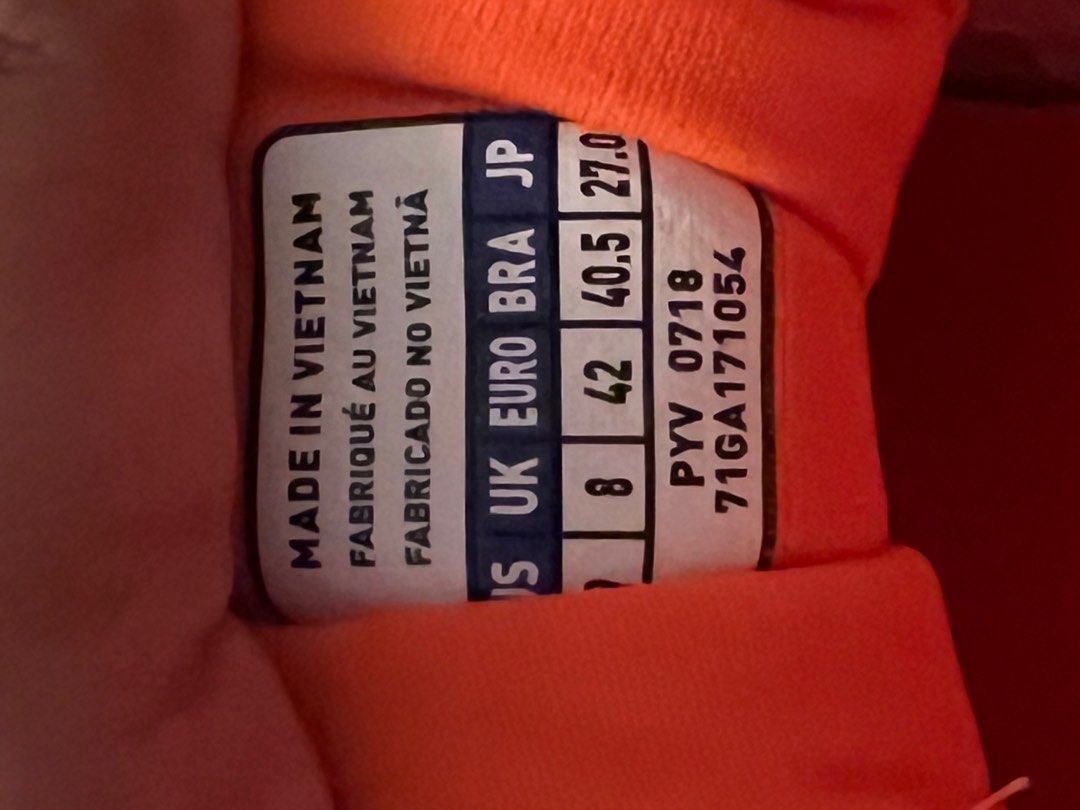 MADE IN VIETNAM
FABRIQUÉ AU VIETNAM
FABRICADO NO VIETNÃ
UK EURO BRA JP
8 42 40.5 27.0
PYV 0718
71GA171054